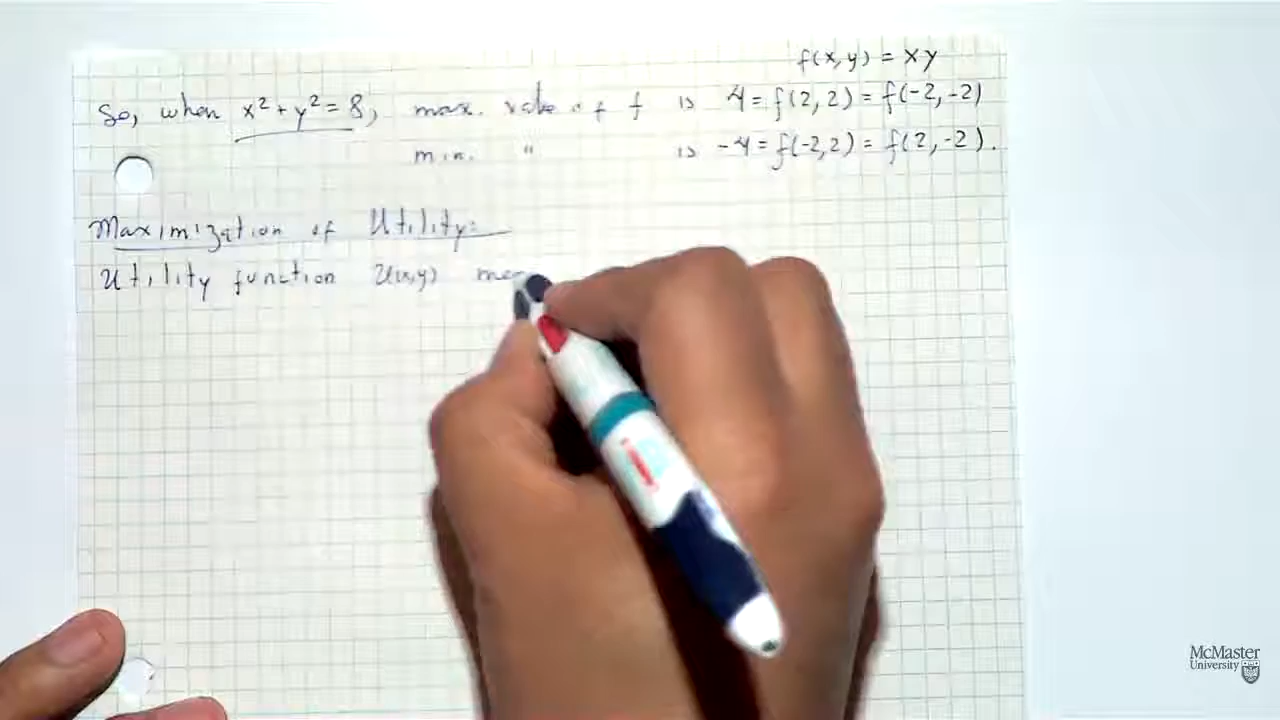 f(x,y) = xy
So, when x² + y² = 8, max. value of f is 4 = f(2,2) = f(-2,-2)
min. " is -4 = f(-2,2) = f(2,-2).
Maximization of Utility:
Utility function U(x,y)
McMaster
University